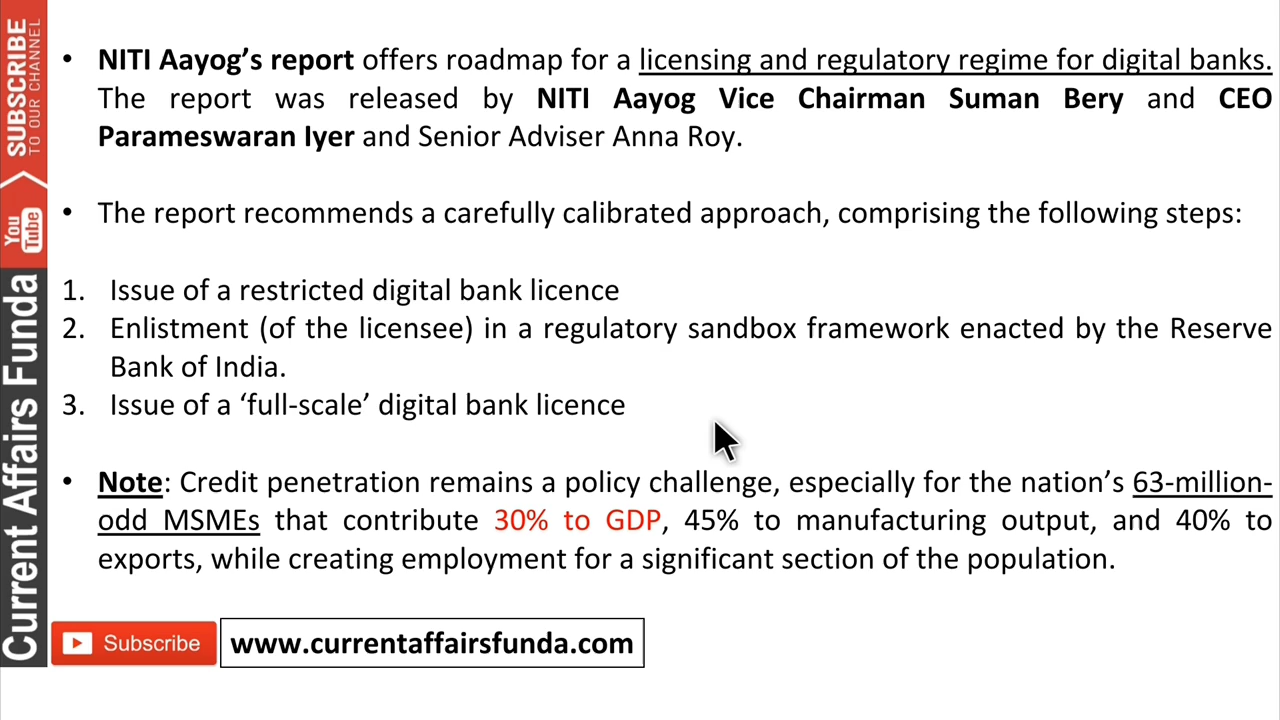 SUBSCRIBE
TO OUR CHANNEL
You
Tube
Current Affairs Funda
• NITI Aayog’s report offers roadmap for a licensing and regulatory regime for digital banks.
The report was released by NITI Aayog Vice Chairman Suman Bery and CEO
Parameswaran Iyer and Senior Adviser Anna Roy.
• The report recommends a carefully calibrated approach, comprising the following steps:
1. Issue of a restricted digital bank licence
2. Enlistment (of the licensee) in a regulatory sandbox framework enacted by the Reserve
Bank of India.
3. Issue of a ‘full-scale’ digital bank licence
• Note: Credit penetration remains a policy challenge, especially for the nation’s 63-million-
odd MSMEs that contribute 30% to GDP, 45% to manufacturing output, and 40% to
exports, while creating employment for a significant section of the population.
Subscribe
www.currentaffairsfunda.com